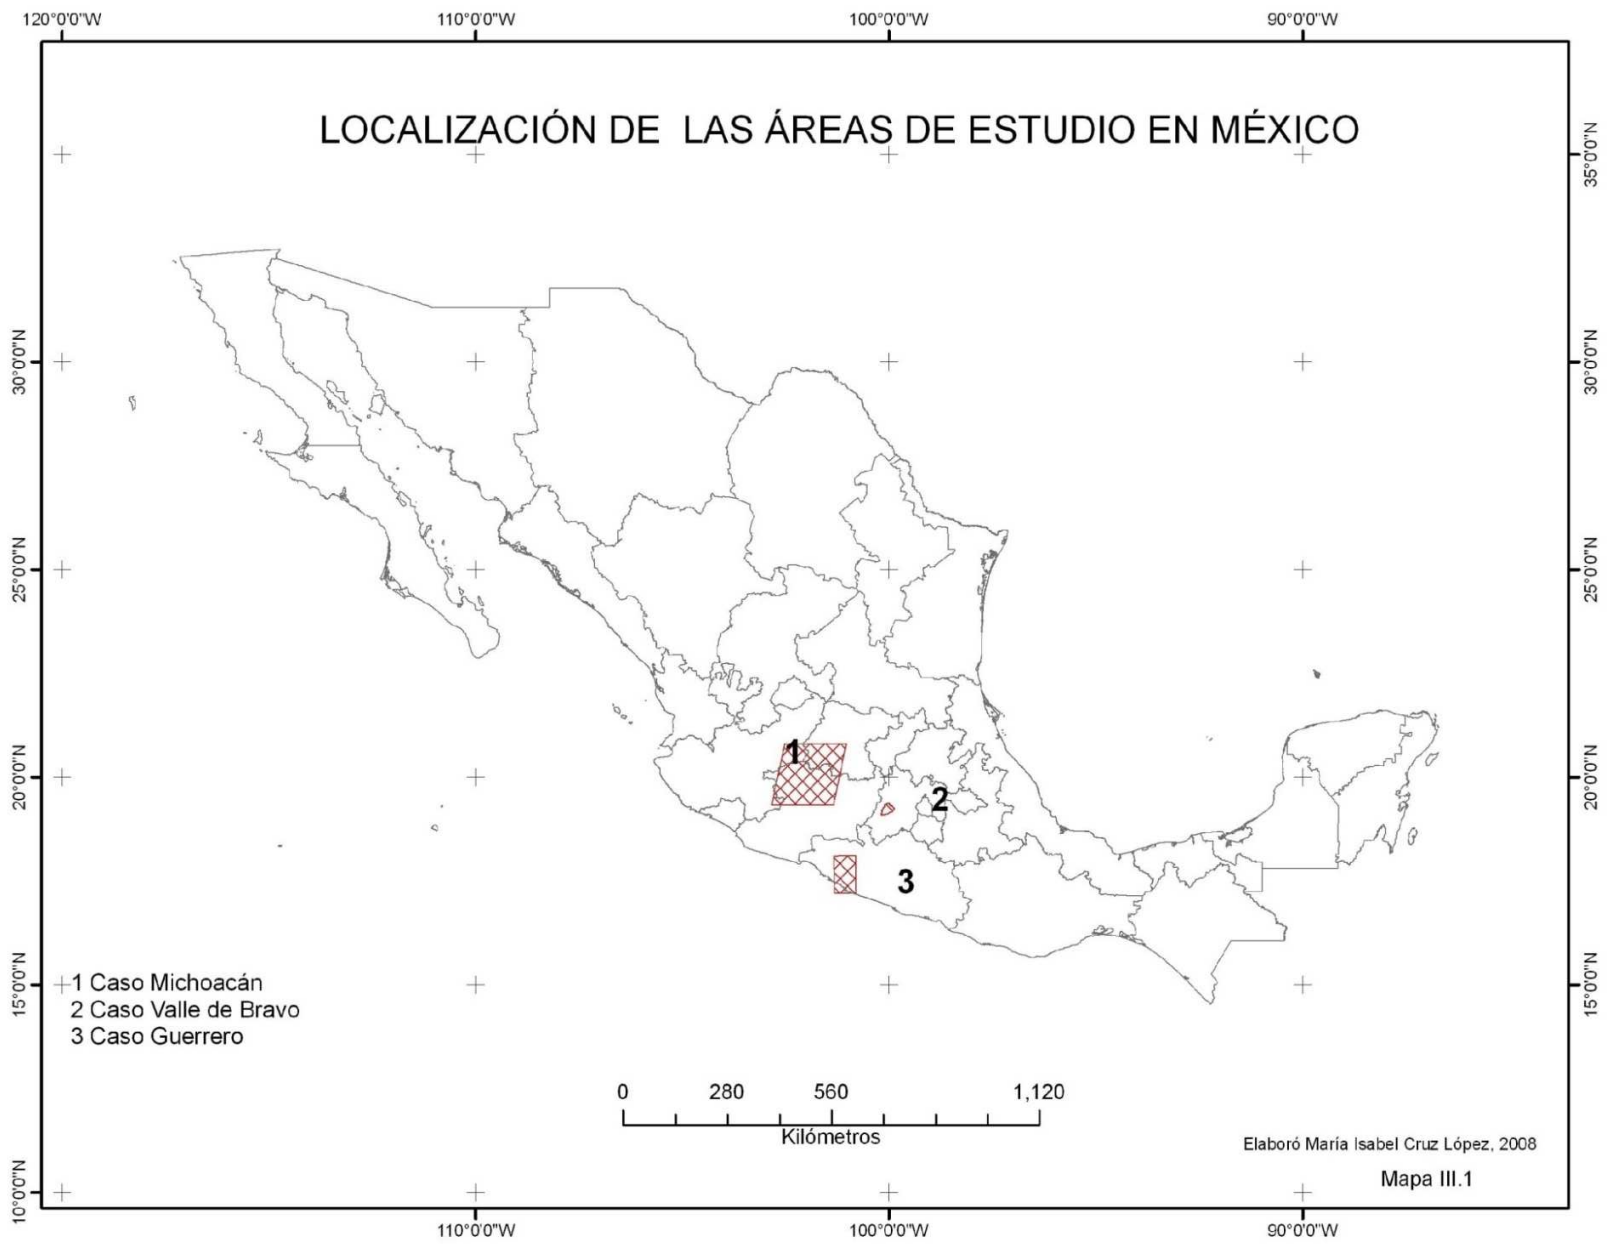 120°0'0"W 110°0'0"W 100°0'0"W 90°0'0"W
LOCALIZACIÓN DE LAS ÁREAS DE ESTUDIO EN MÉXICO
35°0'0"N
30°0'0"N 30°0'0"N
25°0'0"N 25°0'0"N
1
20°0'0"N 20°0'0"N
2
3
15°0'0"N 15°0'0"N
1 Caso Michoacán
2 Caso Valle de Bravo
3 Caso Guerrero
0 280 560 1,120
Kilómetros
Elaboró María Isabel Cruz López, 2008
Mapa III.1
10°0'0"N
110°0'0"W 100°0'0"W 90°0'0"W